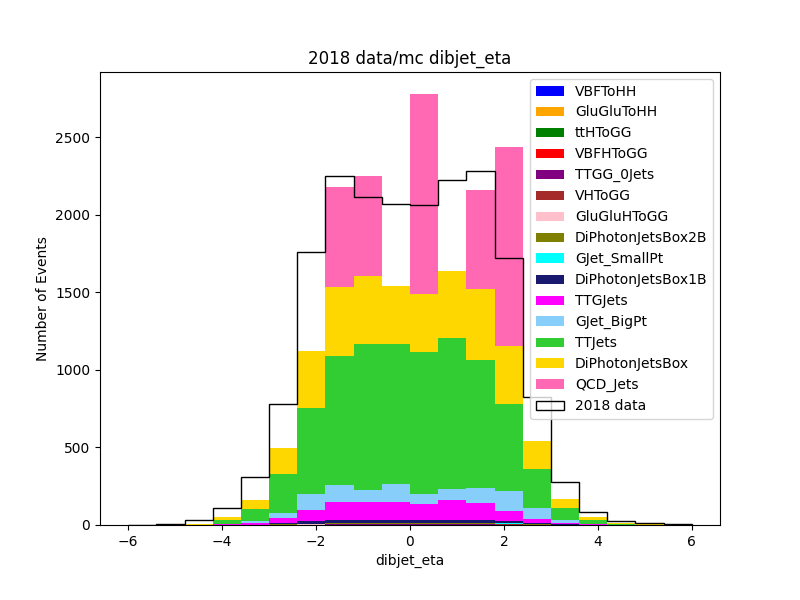 2018 data/mc dibjet_eta
Number of Events
2500
2000
1500
1000
500
0
−6
−4
−2
0
2
4
6
dibjet_eta
VBFToHH
GluGluToHH
ttHToGG
VBFHToGG
TTGG_0Jets
VHToGG
GluGluHToGG
DiPhotonJetsBox2B
GJet_SmallPt
DiPhotonJetsBox1B
TTGJets
GJet_BigPt
TTJets
DiPhotonJetsBox
QCD_Jets
2018 data